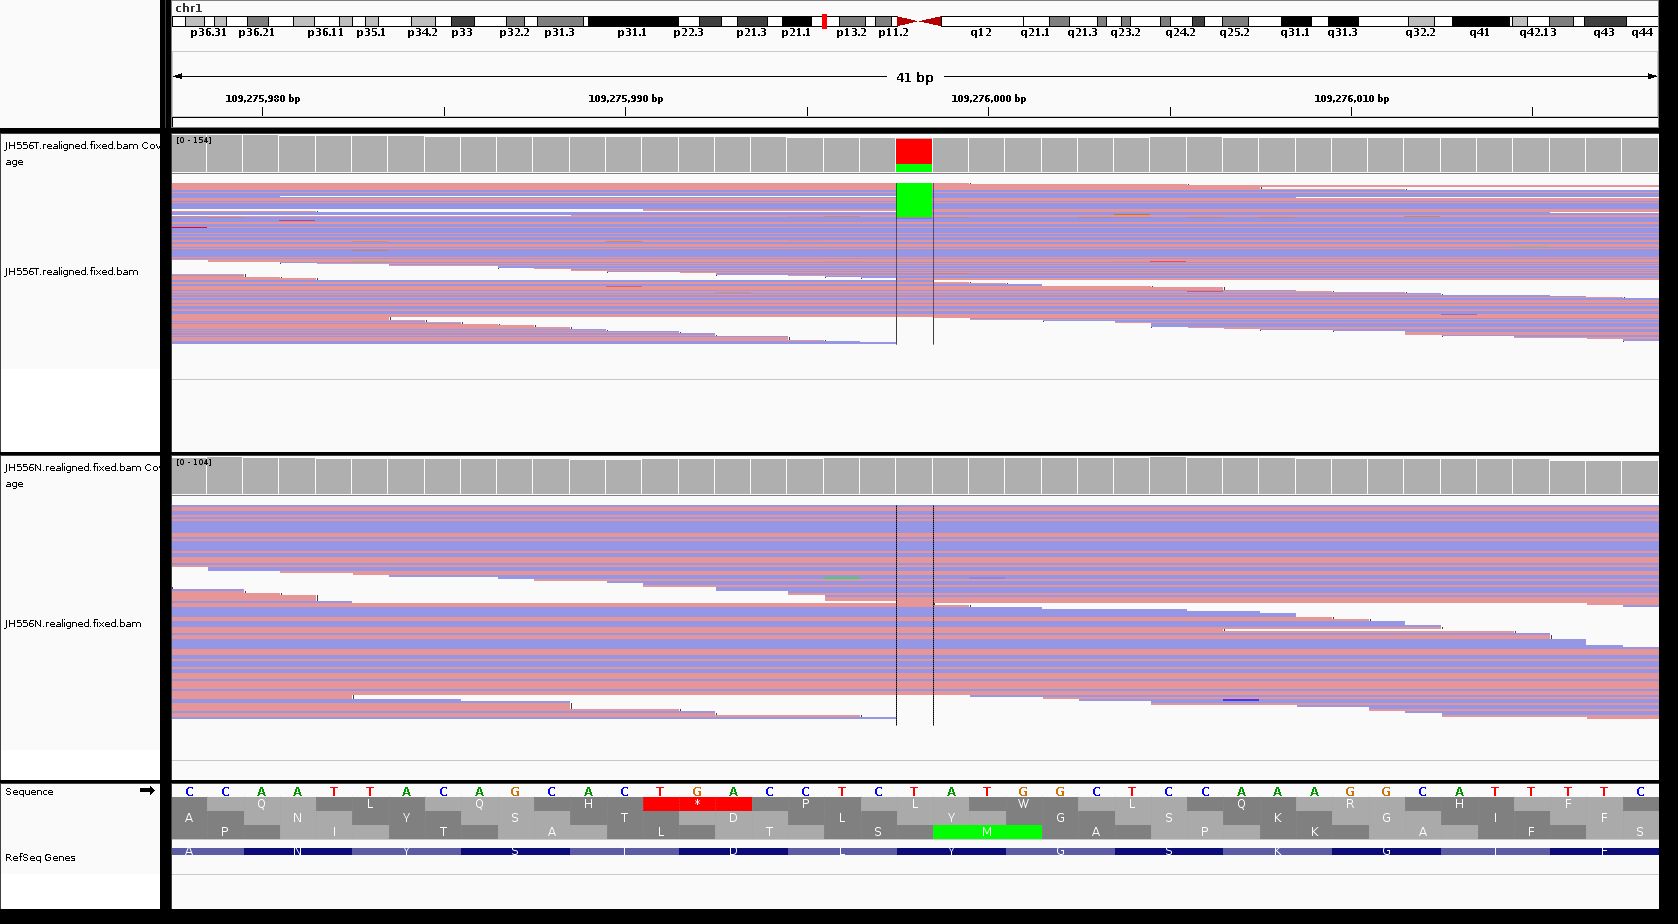 chr1
p36.31 p36.21 p36.11 p35.1 p34.2 p33 p32.2 p31.3 p31.1 p22.3 p21.3 p21.1 p13.2 p11.2 q12 q21.1 q21.3 q23.2 q24.2 q25.2 q31.1 q31.3 q32.2 q41 q42.13 q43 q44
41 bp
109,275,980 bp 109,275,990 bp 109,276,000 bp 109,276,010 bp
JH556T.realigned.fixed.bam Cov
age
[0 - 154]
JH556T.realigned.fixed.bam
JH556N.realigned.fixed.bam Co
age
[0 - 104]
JH556N.realigned.fixed.bam
Sequence
C C A A T T A C A G C A C T G A C C T C T A T G G C T C C A A A G G C A T T T T C
Q L Q H * P L L W L Q R H F
A N Y S T D L Y G S K G I F
P I T A L T S M A P K A F S
RefSeq Genes
A N Y S T D L Y G S K G I F